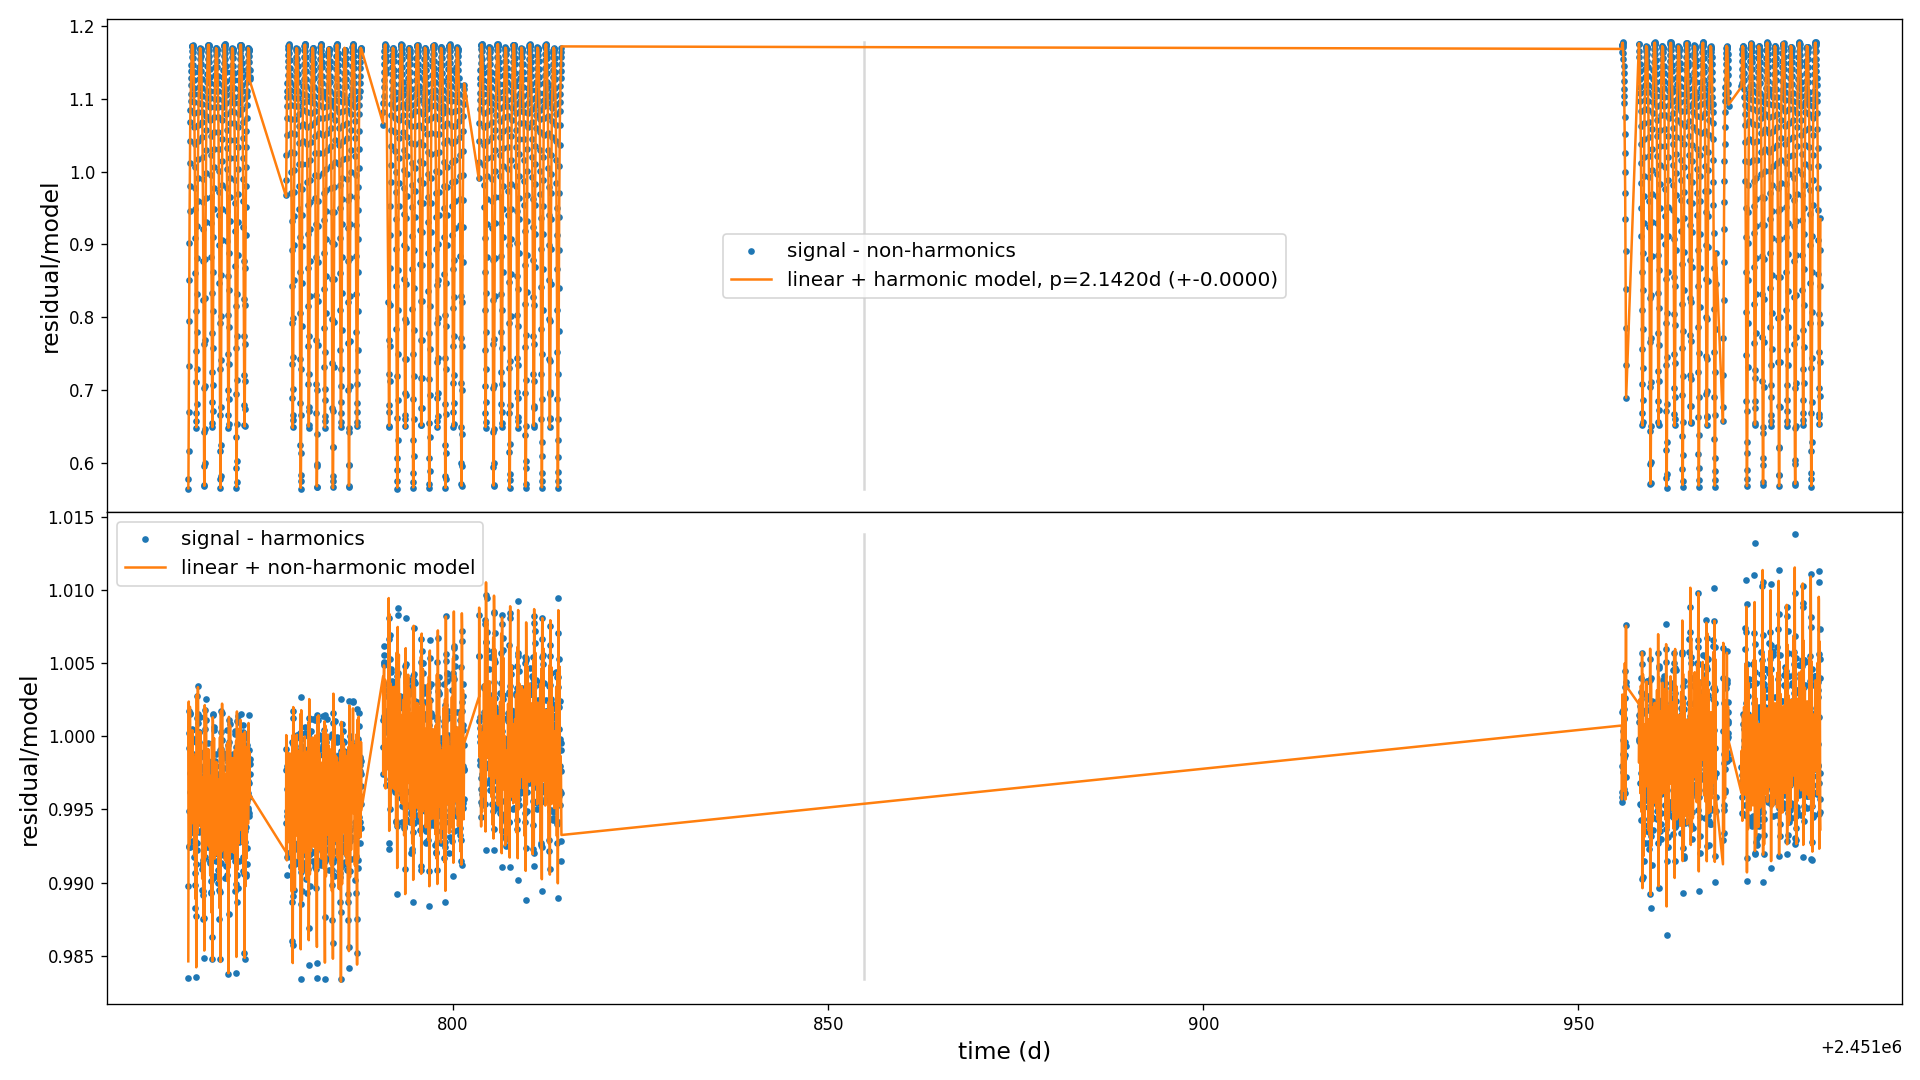 1.2
1.1
1.0
0.9
0.8
0.7
0.6
residual/model
signal - non-harmonics
linear + harmonic model, p=2.1420d (+-0.0000)
1.015
1.010
1.005
1.000
0.995
0.990
0.985
residual/model
signal - harmonics
linear + non-harmonic model
800
850
900
950
time (d)
+2.451e6